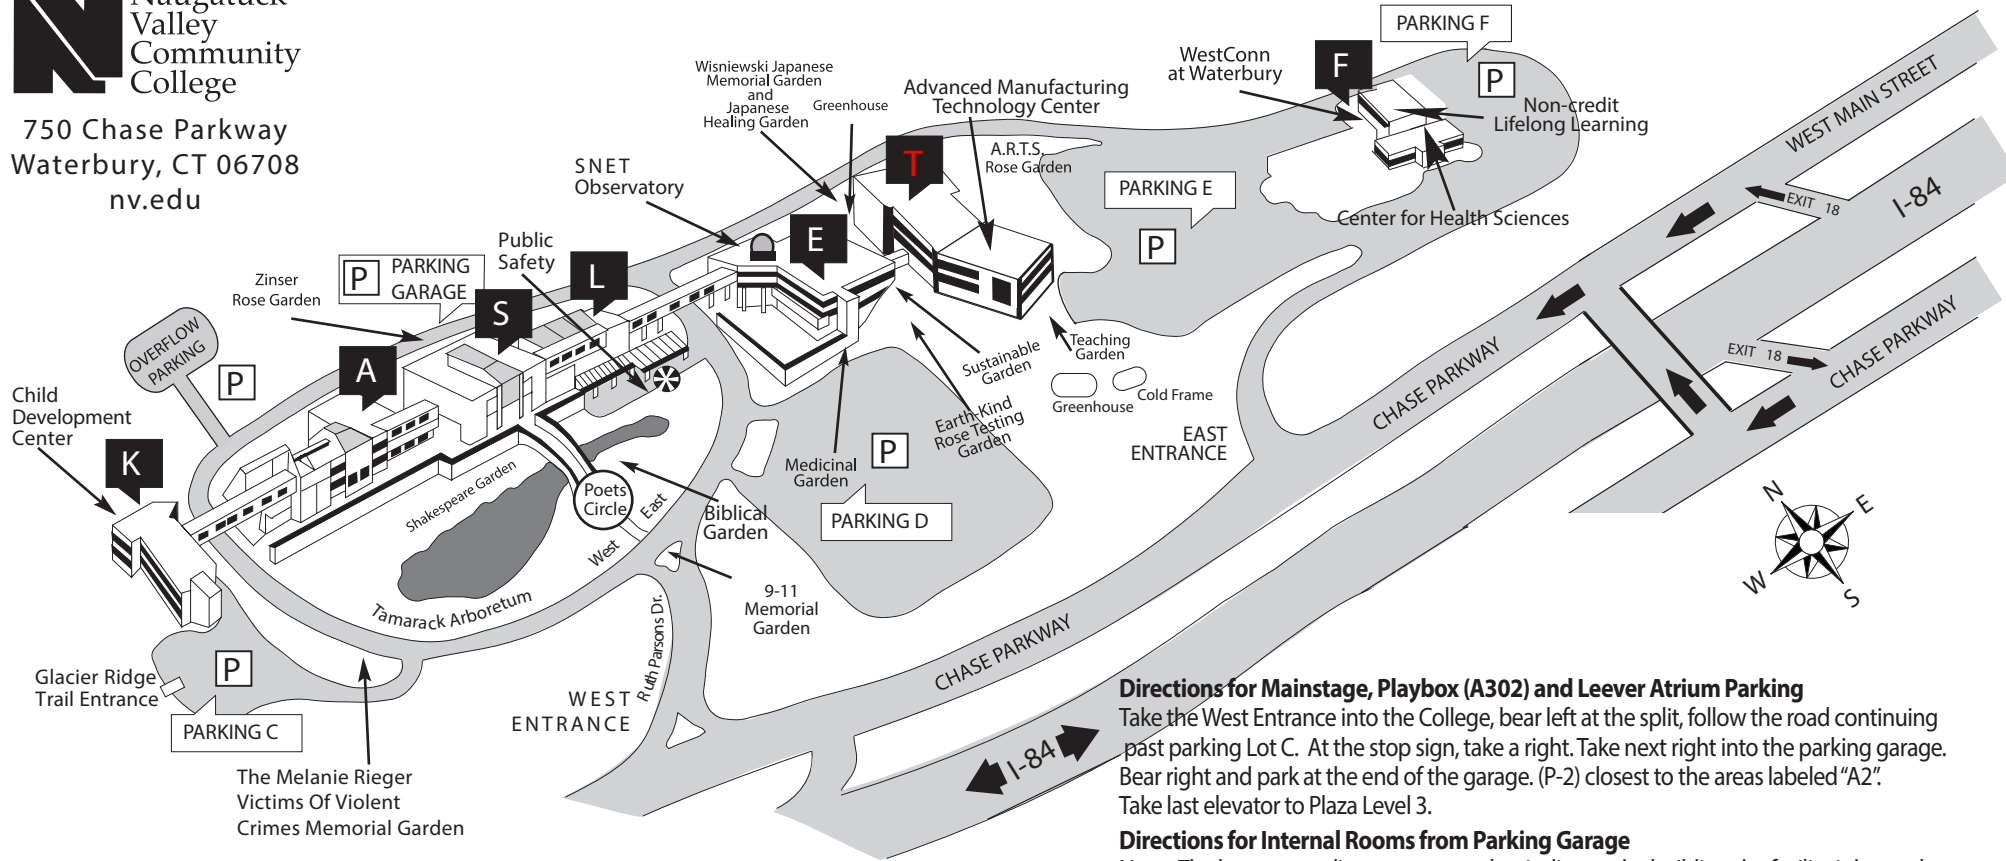 Naugatuck
Valley
Community
College
750 Chase Parkway
Waterbury, CT 06708
nv.edu
PARKING F
P
WestConn
at Waterbury
F
Non-credit
Lifelong Learning
Center for Health Sciences
WEST MAIN STREET
EXIT 18
I-84
Wisniewski Japanese
Memorial Garden
and
Japanese
Healing Garden
Greenhouse
Advanced Manufacturing
Technology Center
T
A.R.T.S.
Rose Garden
PARKING E
P
SNET
Observatory
E
Public
Safety
L
P PARKING
GARAGE
S
Zinser
Rose Garden
OVERFLOW
PARKING
P
A
Child
Development
Center
K
Sustainable
Garden
Teaching
Garden
Greenhouse
Cold Frame
Earth-Kind
Rose Testing
Garden
EAST
ENTRANCE
CHASE PARKWAY
EXIT 18
CHASE PARKWAY
P
Medicinal
Garden
PARKING D
Shakespeare Garden
Poets
Circle
East
West
Biblical
Garden
9-11
Memorial
Garden
Tamarack Arboretum
Ruth Parsons Dr.
N
E
W
S
P
Glacier Ridge
Trail Entrance
PARKING C
WEST
ENTRANCE
CHASE PARKWAY
I-84
The Melanie Rieger
Victims Of Violent
Crimes Memorial Garden
Directions for Mainstage, Playbox (A302) and Leever Atrium Parking
Take the West Entrance into the College, bear left at the split, follow the road continuing
past parking Lot C. At the stop sign, take a right. Take next right into the parking garage.
Bear right and park at the end of the garage. (P-2) closest to the areas labeled “A2”.
Take last elevator to Plaza Level 3.
Directions for Internal Rooms from Parking Garage